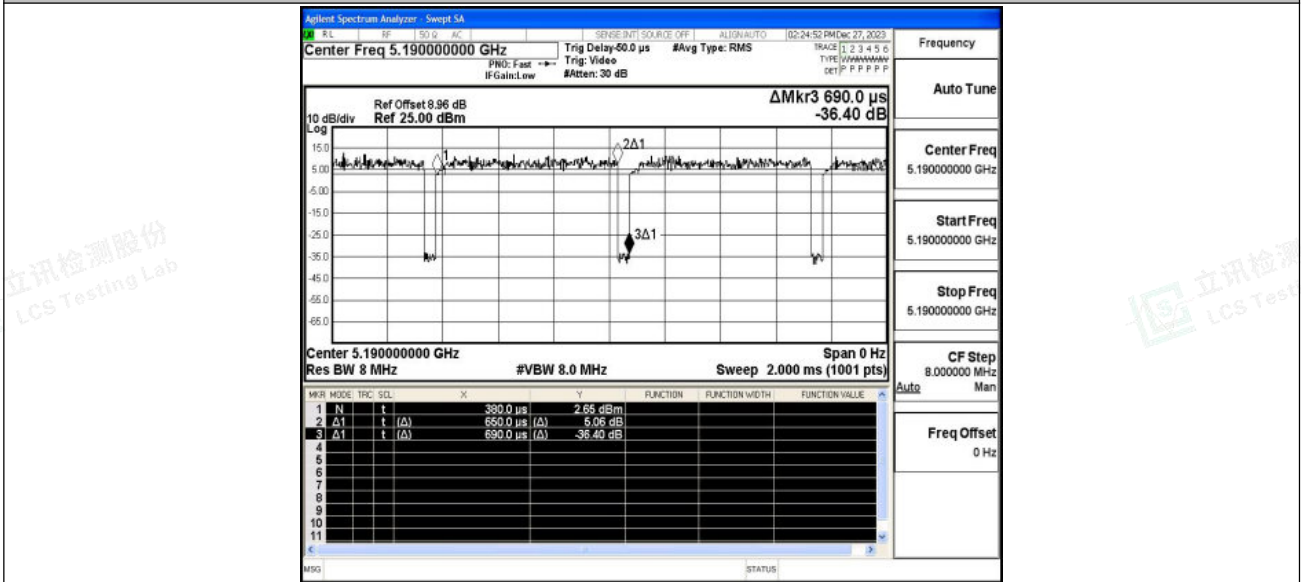 Agilent Spectrum Analyzer - Swept SA
RL RF 50 Ω AC SENSE:INT SOURCE OFF ALIGN AUTO 02:24:52 PM Dec 27, 2023
Center Freq 5.190000000 GHz
PNO: Fast
IFGain:Low
Trig Delay-50.0 µs
Trig: Video
#Atten: 30 dB
#Avg Type: RMS
TRACE 1 2 3 4 5 6
TYPE
DET P P P P P P
Frequency
Auto Tune
ΔMkr3 690.0 µs
-36.40 dB
Ref Offset 8.96 dB
10 dB/div Ref 25.00 dBm
Log
15.0
5.00
-5.00
-15.0
-25.0
-35.0
-45.0
-55.0
-65.0
1
2Δ1
3Δ1
Center Freq
5.190000000 GHz
Start Freq
5.190000000 GHz
Stop Freq
5.190000000 GHz
CF Step
8.000000 MHz
Auto Man
Freq Offset
0 Hz
Center 5.190000000 GHz Span 0 Hz
Res BW 8 MHz #VBW 8.0 MHz Sweep 2.000 ms (1001 pts)
MKR MODE TRC SCL X Y FUNCTION FUNCTION WIDTH FUNCTION VALUE
1 N t 380.0 µs 2.65 dBm
2 Δ1 t (Δ) 650.0 µs (Δ) 5.06 dB
3 Δ1 t (Δ) 690.0 µs (Δ) -36.40 dB
4
5
6
7
8
9
10
11
MSG STATUS
立讯检测股份
LCS Testing Lab
立讯检测
LCS Test